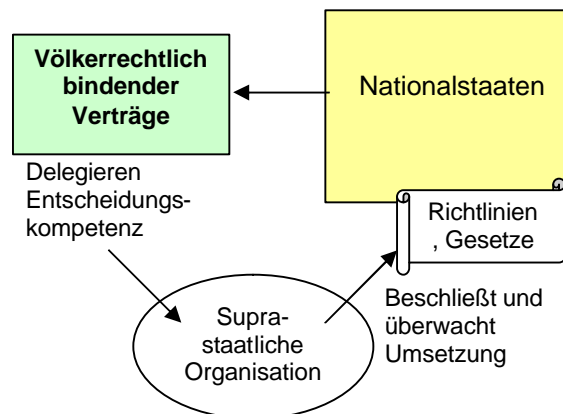 Völkerrechtlich
bindender
Verträge
Nationalstaaten
Delegieren
Entscheidungs-
kompetenz
Richtlinien
, Gesetze
Supra-
staatliche
Organisation
Beschließt und
überwacht
Umsetzung